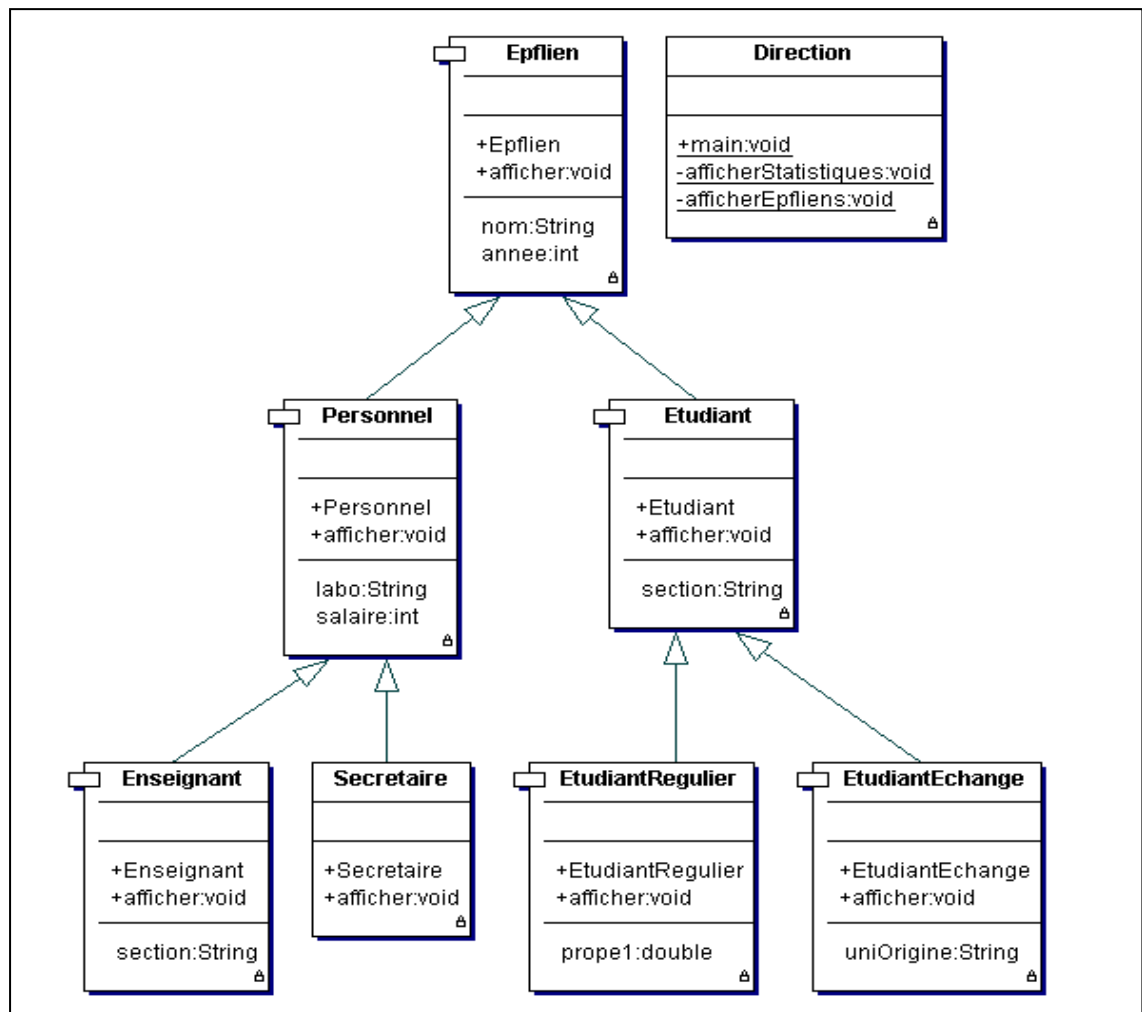 Epflien
+Epflien
+afficher:void
nom:String
annee:int
Direction
+main:void
-afficherStatistiques:void
-afficherEpfliens:void
Personnel
+Personnel
+afficher:void
labo:String
salaire:int
Etudiant
+Etudiant
+afficher:void
section:String
Enseignant
+Enseignant
+afficher:void
section:String
Secretaire
+Secretaire
+afficher:void
EtudiantRegulier
+EtudiantRegulier
+afficher:void
prope1:double
EtudiantEchange
+EtudiantEchange
+afficher:void
uniOrigine:String